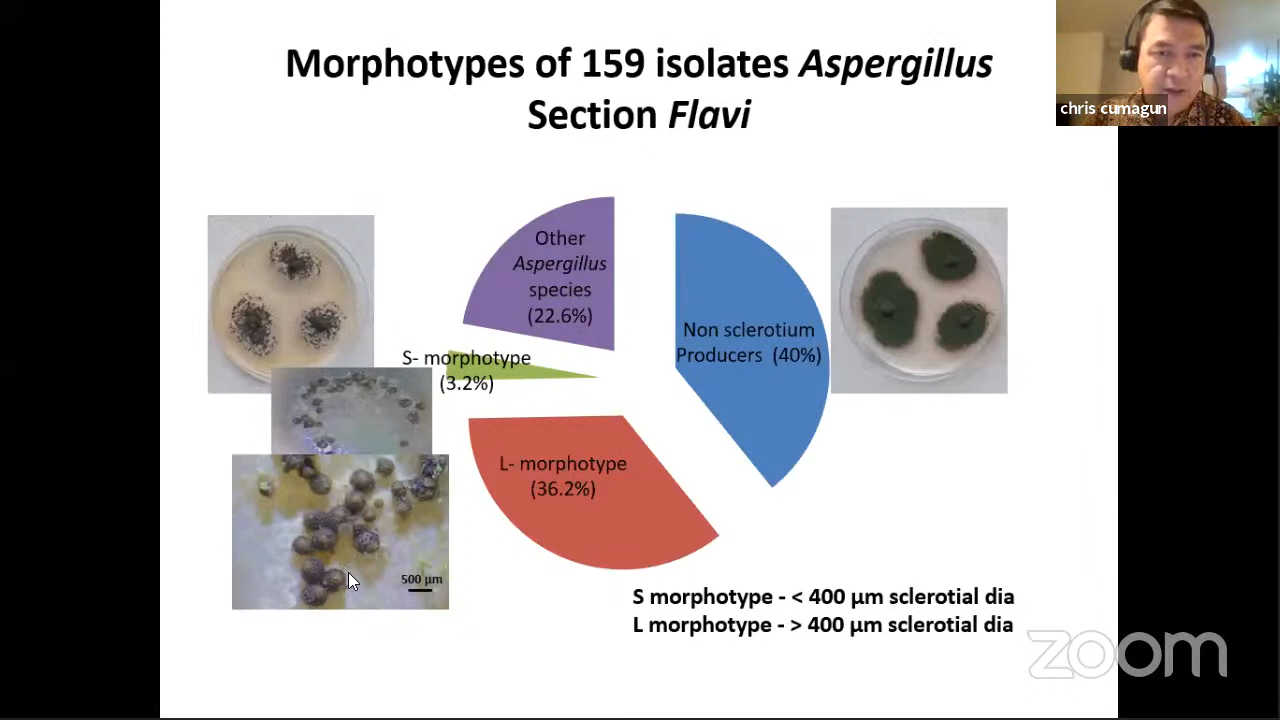 Morphotypes of 159 isolates Aspergillus
Section Flavi
chris cumagun
Other
Aspergillus
species
(22.6%)
Non sclerotium
Producers (40%)
S- morphotype
(3.2%)
L- morphotype
(36.2%)
500 µm
S morphotype - < 400 µm sclerotial dia
L morphotype - > 400 µm sclerotial dia
zoom